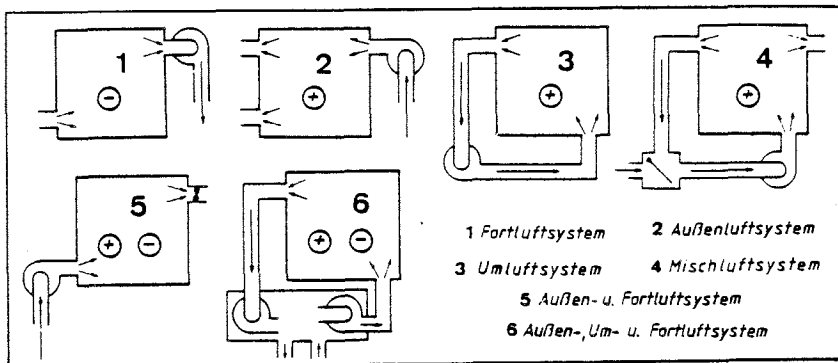 1
2
3
4
5
6
1 Fortluftsystem
2 Außenluftsystem
3 Umluftsystem
4 Mischluftsystem
5 Außen- u. Fortluftsystem
6 Außen-, Um- u. Fortluftsystem